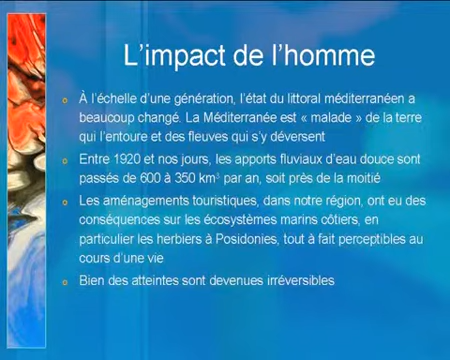 L'impact de l'homme
À l'échelle d'une génération, l'état du littoral méditerranéen a
beaucoup changé. La Méditerranée est « malade » de la terre
qui l'entoure et des fleuves qui s'y déversent
Entre 1920 et nos jours, les apports fluviaux d'eau douce sont
passés de 600 à 350 km³ par an, soit près de la moitié
Les aménagements touristiques, dans notre région, ont eu des
conséquences sur les écosystèmes marins côtiers, en
particulier les herbiers à Posidonies, tout à fait perceptibles au
cours d'une vie
Bien des atteintes sont devenues irréversibles